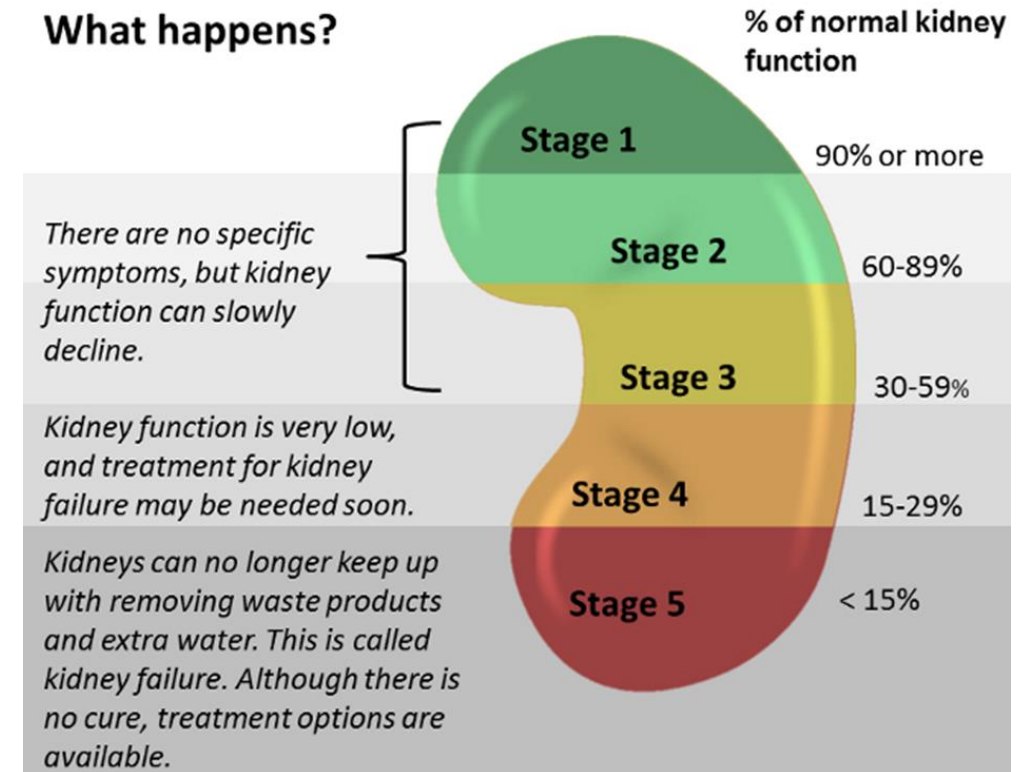 What happens?
% of normal kidney
function
Stage 1
90% or more
There are no specific
symptoms, but kidney
function can slowly
decline.
Stage 2
60-89%
Stage 3
30-59%
Kidney function is very low,
and treatment for kidney
failure may be needed soon.
Stage 4
15-29%
Kidneys can no longer keep up
with removing waste products
and extra water. This is called
kidney failure. Although there is
no cure, treatment options are
available.
Stage 5
< 15%